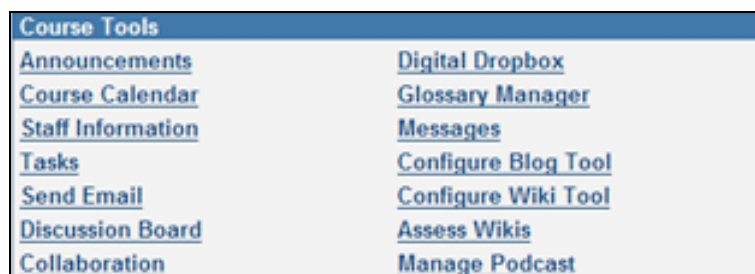 Course Tools
Announcements
Course Calendar
Staff Information
Tasks
Send Email
Discussion Board
Collaboration
Digital Dropbox
Glossary Manager
Messages
Configure Blog Tool
Configure Wiki Tool
Assess Wikis
Manage Podcast